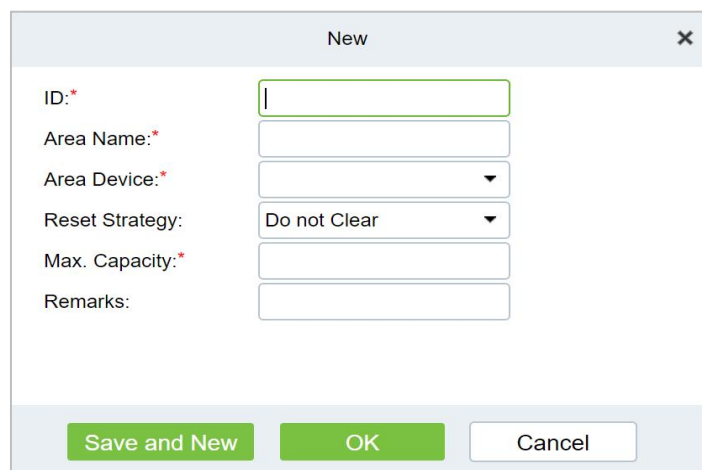 New
ID:*
Area Name:*
Area Device:*
Reset Strategy: Do not Clear
Max. Capacity:*
Remarks:
Save and New OK Cancel